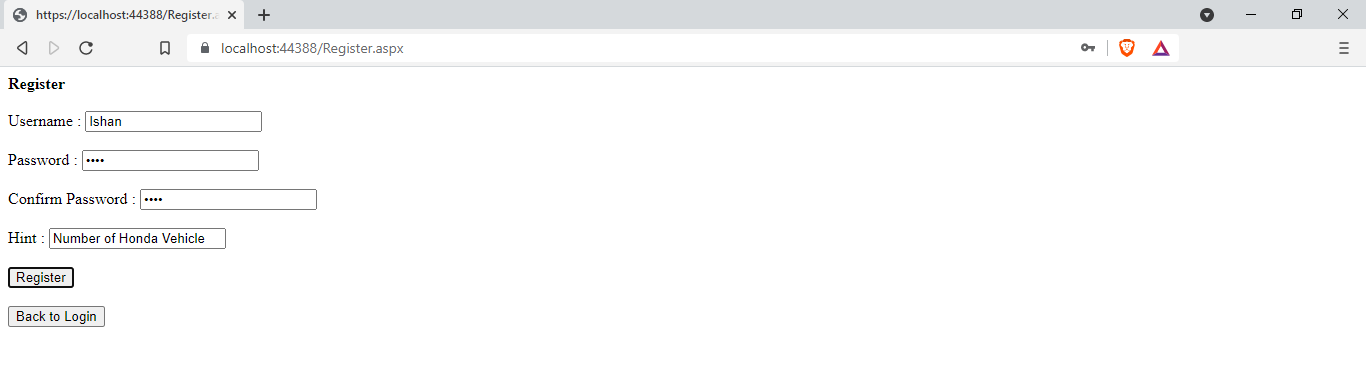 https://localhost:44388/Register.a
localhost:44388/Register.aspx
Register
Username : Ishan
Password : ••••
Confirm Password : ••••
Hint : Number of Honda Vehicle
Register
Back to Login